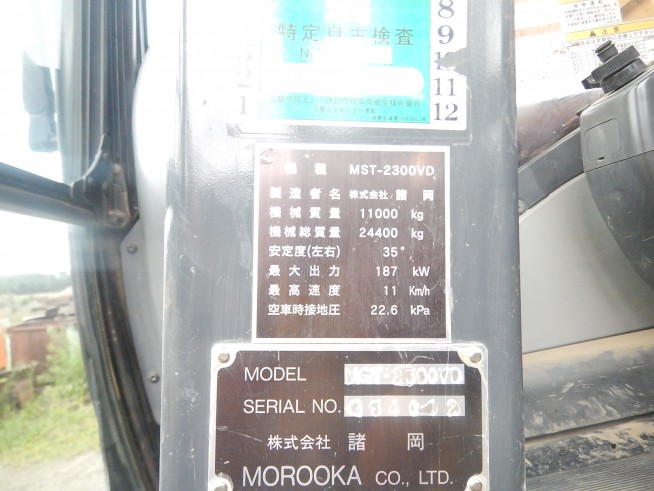 8
特定自主検査
9
10
11
1
12
機種 MST-2300VD
製造者名 株式会社 諸岡
機械質量 11000 kg
機械総質量 24400 kg
安定度(左右) 35°
最大出力 187 kW
最高速度 11 Km/h
空車時接地圧 22.6 kPa
MODEL MST-2300VD
SERIAL NO.
株式会社 諸岡
MOROOKA CO., LTD.